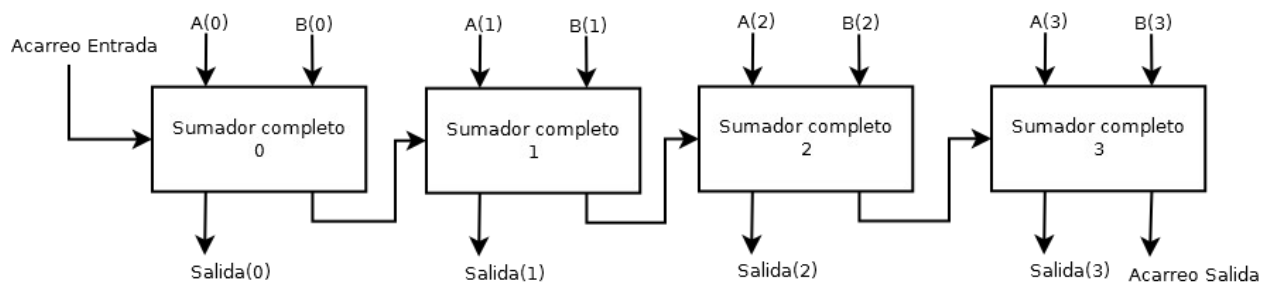 A(0)
B(0)
A(1)
B(1)
A(2)
B(2)
A(3)
B(3)
Acarreo Entrada
Sumador completo
0
Sumador completo
1
Sumador completo
2
Sumador completo
3
Salida(0)
Salida(1)
Salida(2)
Salida(3)
Acarreo Salida